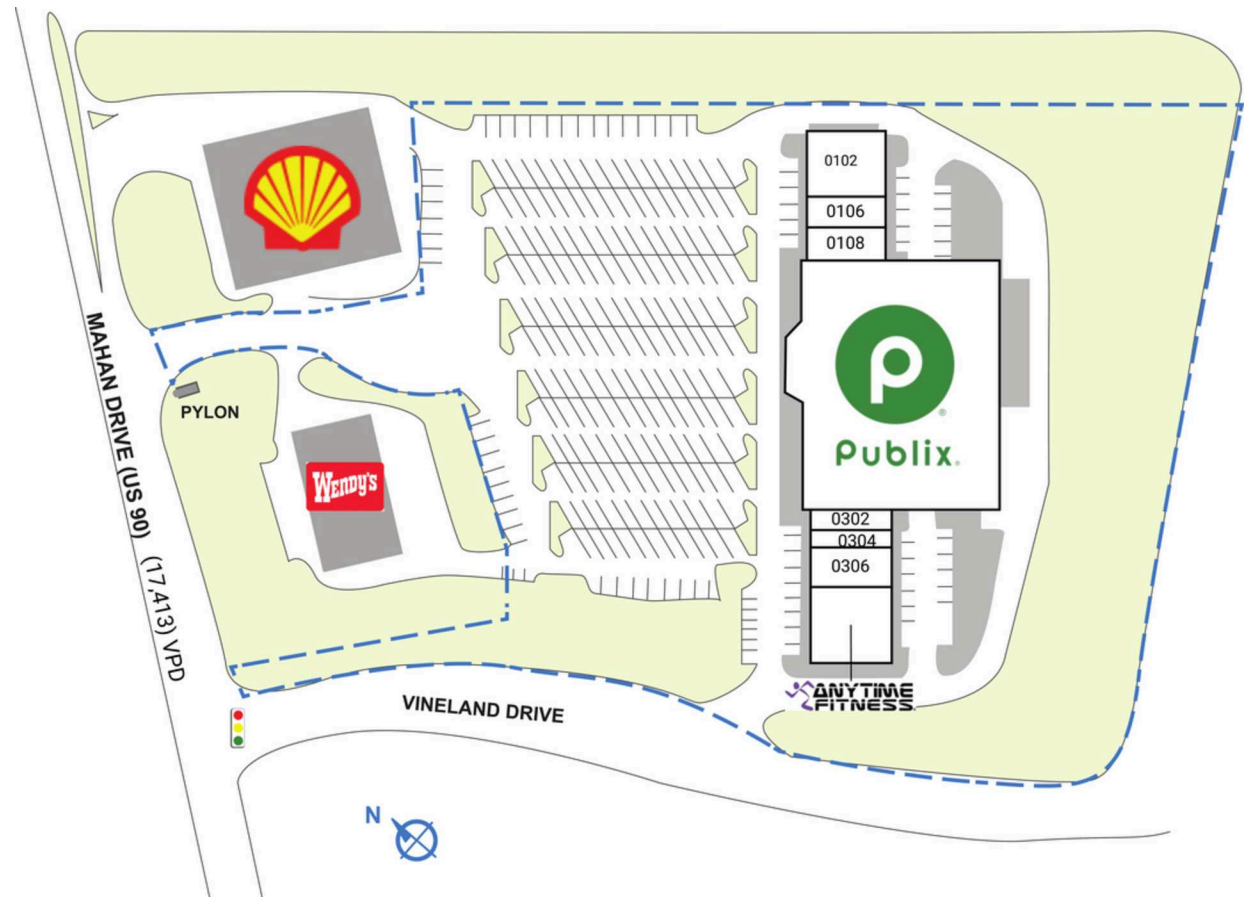 0102
0106
0108
MAHAN DRIVE (US 90) (17,413) VPD
PYLON
P
Publix®
WENDY'S
0302
0304
0306
ANYTIME
FITNESS
VINELAND DRIVE
N